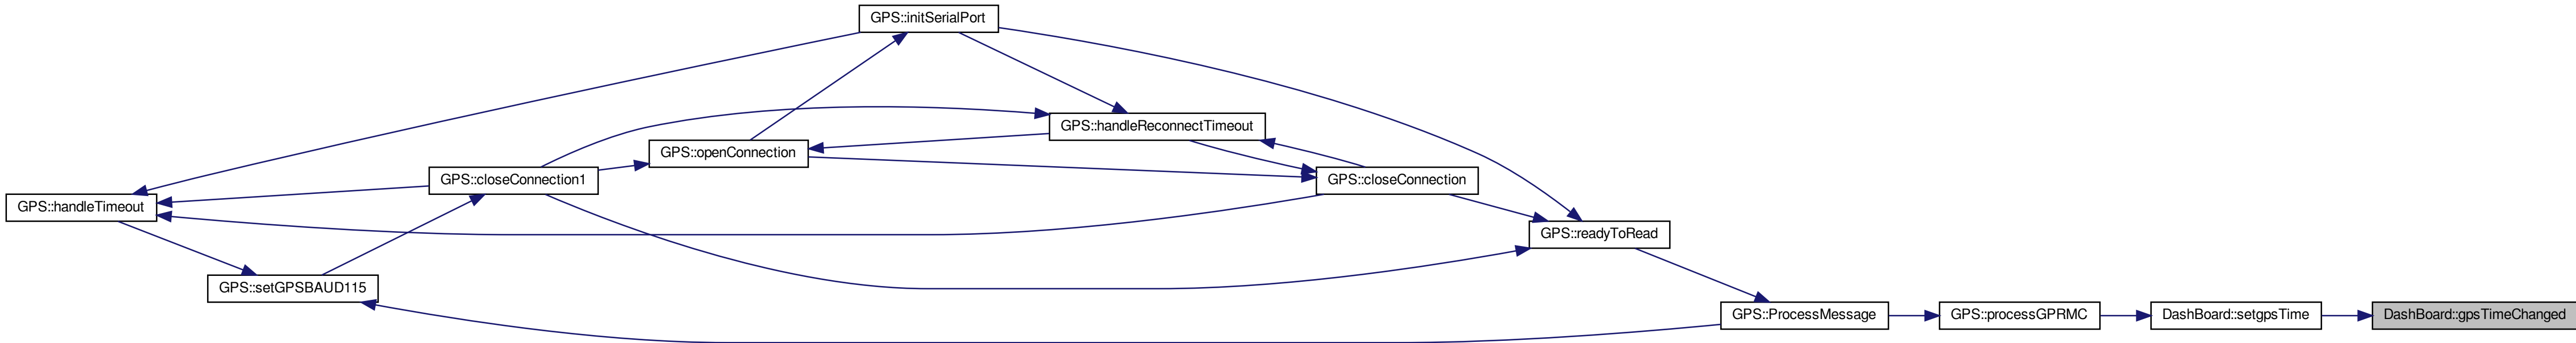 GPS::initSerialPort
GPS::handleReconnectTimeout
GPS::openConnection
GPS::closeConnection1
GPS::closeConnection
GPS::handleTimeout
GPS::readyToRead
GPS::setGPSBAUD115
GPS::ProcessMessage
GPS::processGPRMC
DashBoard::setgpsTime
DashBoard::gpsTimeChanged